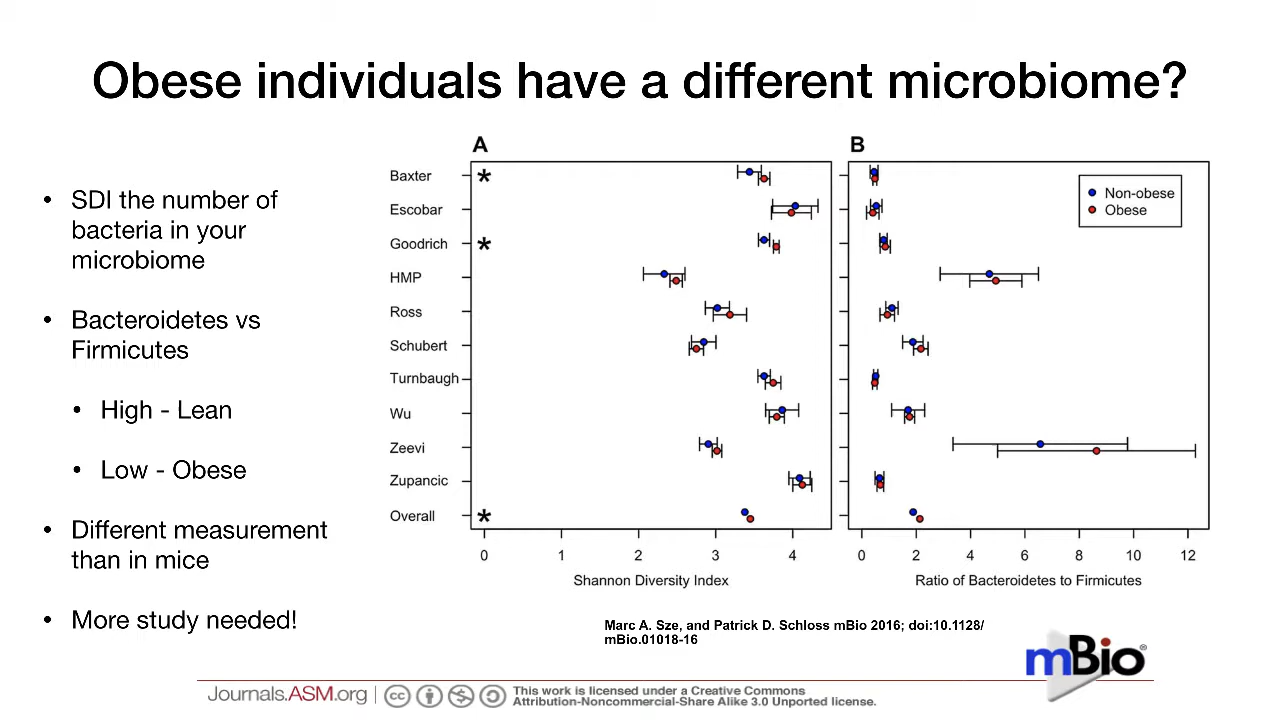 Obese individuals have a different microbiome?
• SDI the number of
bacteria in your
microbiome
• Bacteroidetes vs
Firmicutes
• High - Lean
• Low - Obese
• Different measurement
than in mice
• More study needed!
A
Baxter
*
Escobar
Goodrich
*
HMP
Ross
Schubert
Turnbaugh
Wu
Zeevi
Zupancic
Overall
*
0 1 2 3 4
Shannon Diversity Index
B
Non-obese
Obese
0 2 4 6 8 10 12
Ratio of Bacteroidetes to Firmicutes
Marc A. Sze, and Patrick D. Schloss mBio 2016; doi:10.1128/
mBio.01018-16
mBio®
Journals.ASM.org
cc
This work is licensed under a Creative Commons
Attribution-Noncommercial-Share Alike 3.0 Unported license.